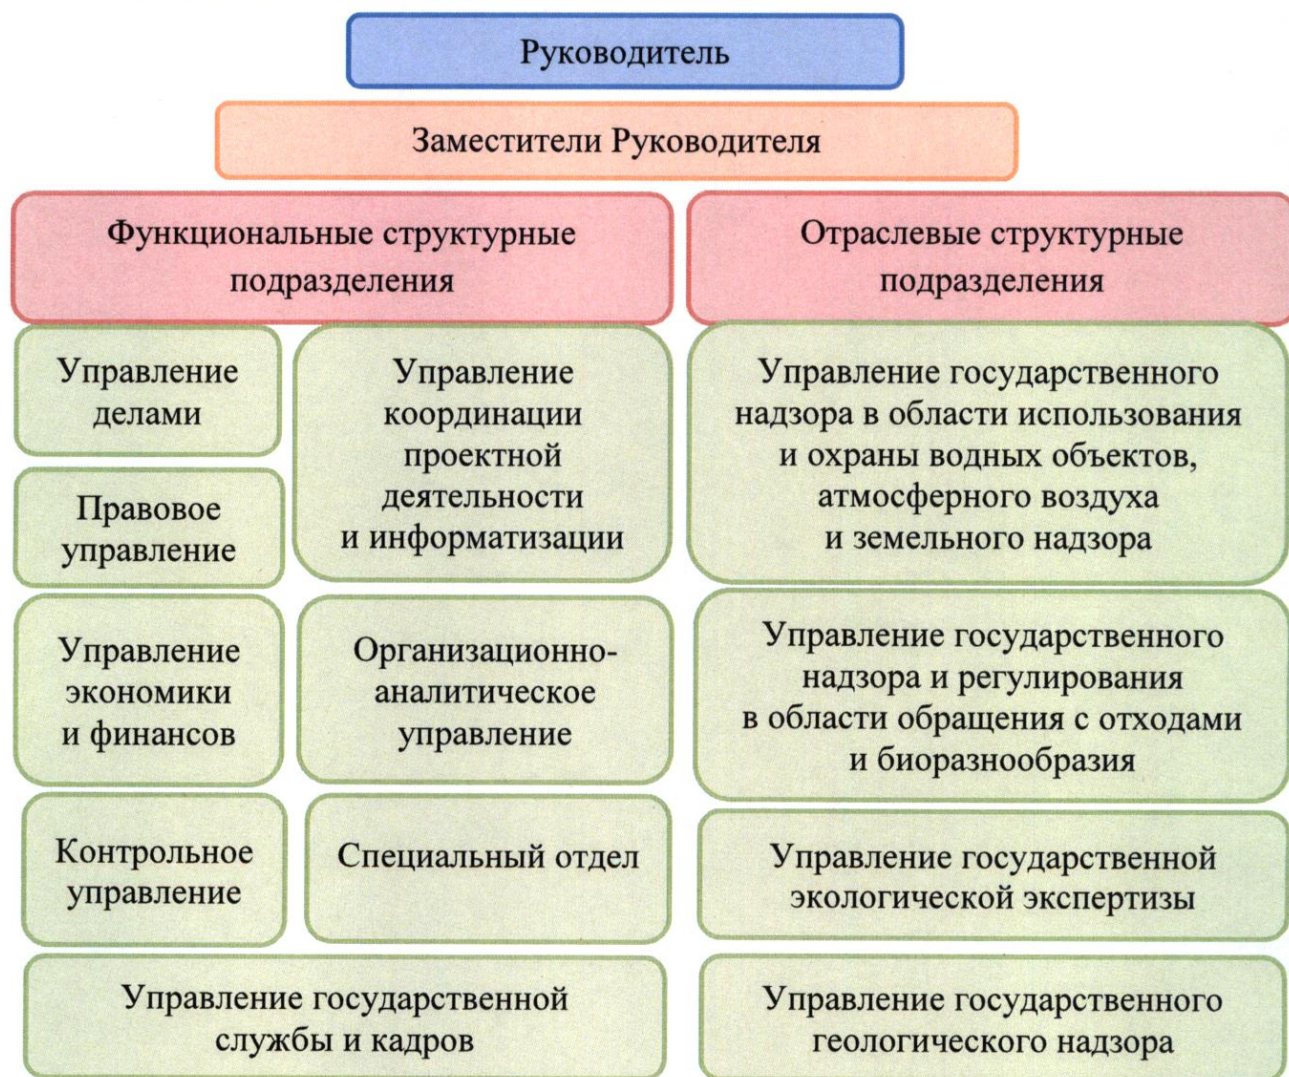 Руководитель
Заместители Руководителя
Функциональные структурные
подразделения
Отраслевые структурные
подразделения
Управление
делами
Правовое
управление
Управление
экономики
и финансов
Контрольное
управление
Управление
координации
проектной
деятельности
и информатизации
Организационно-
аналитическое
управление
Специальный отдел
Управление государственной
службы и кадров
Управление государственного
надзора в области использования
и охраны водных объектов,
атмосферного воздуха
и земельного надзора
Управление государственного
надзора и регулирования
в области обращения с отходами
и биоразнообразия
Управление государственной
экологической экспертизы
Управление государственного
геологического надзора